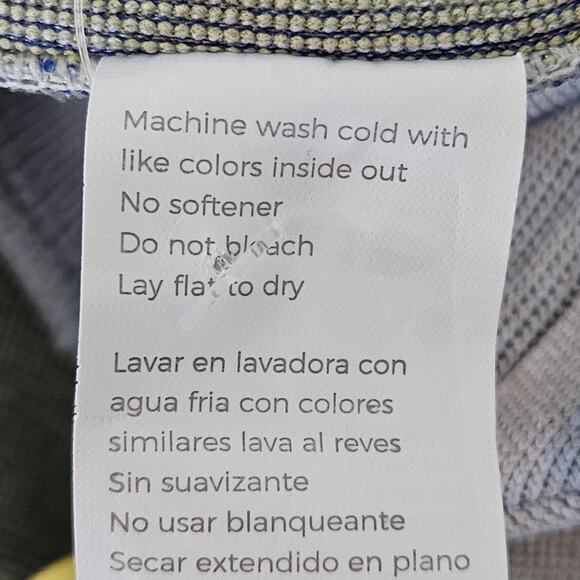 Machine wash cold with
like colors inside out
No softener
Do not bleach
Lay flat to dry
Lavar en lavadora con
agua fria con colores
similares lava al reves
Sin suavizante
No usar blanqueante
Secar extendido en plano